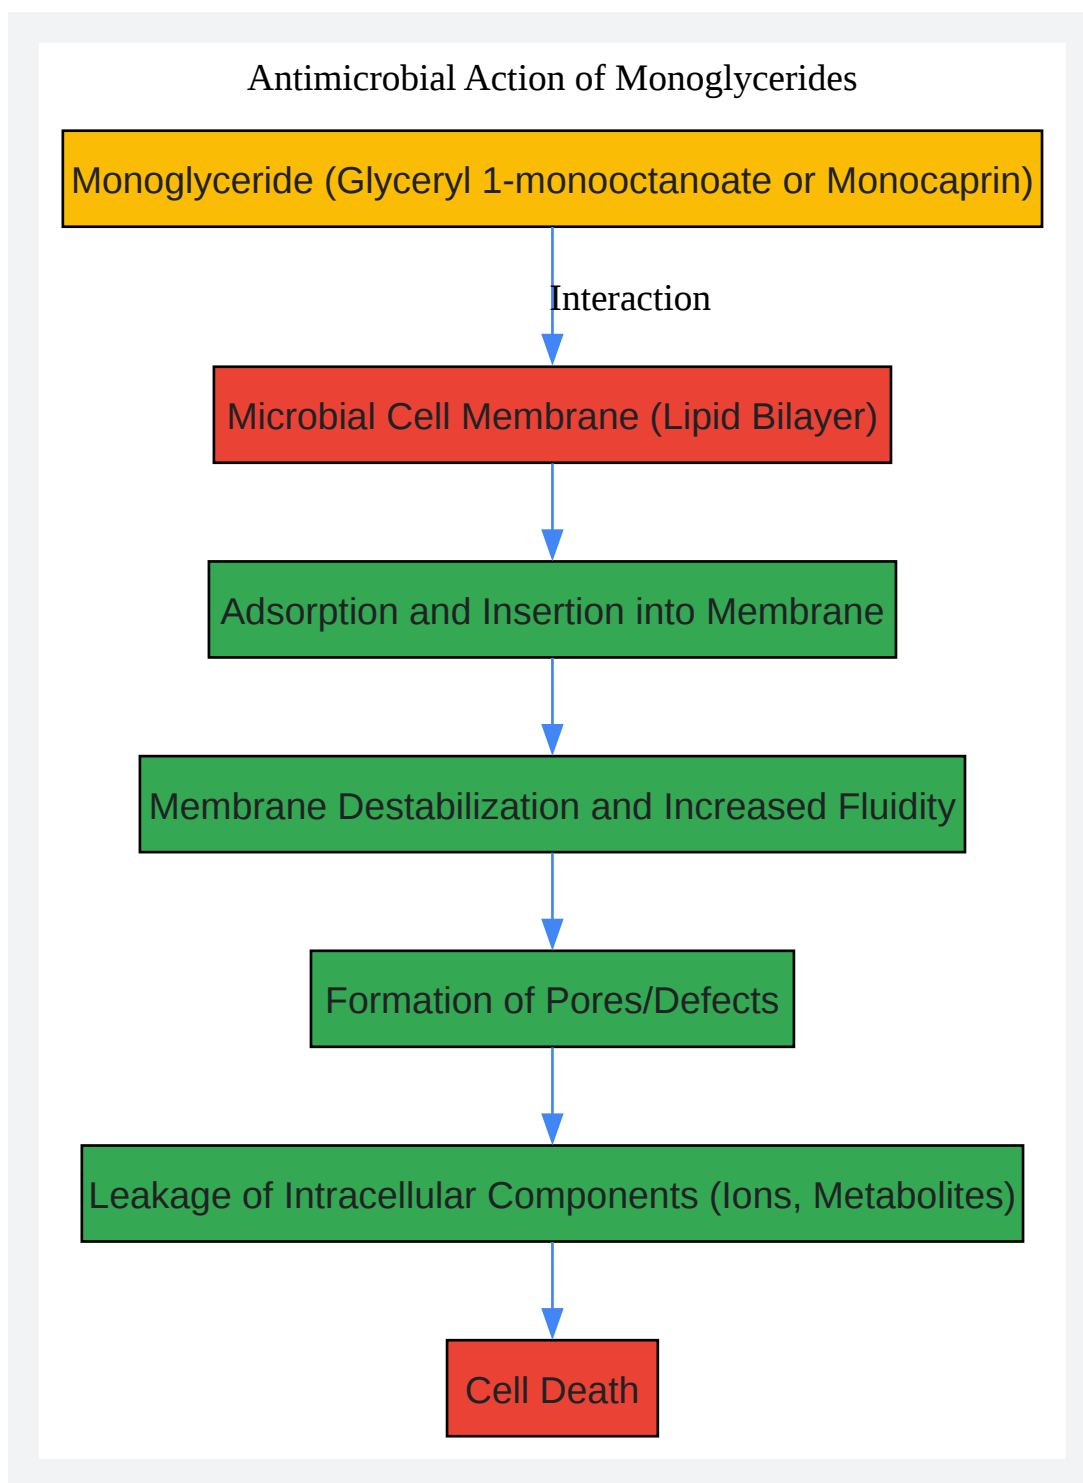 Antimicrobial Action of Monoglycerides
Monoglyceride (Glyceryl 1-monooctanoate or Monocaprin)
Interaction
Microbial Cell Membrane (Lipid Bilayer)
Adsorption and Insertion into Membrane
Membrane Destabilization and Increased Fluidity
Formation of Pores/Defects
Leakage of Intracellular Components (Ions, Metabolites)
Cell Death